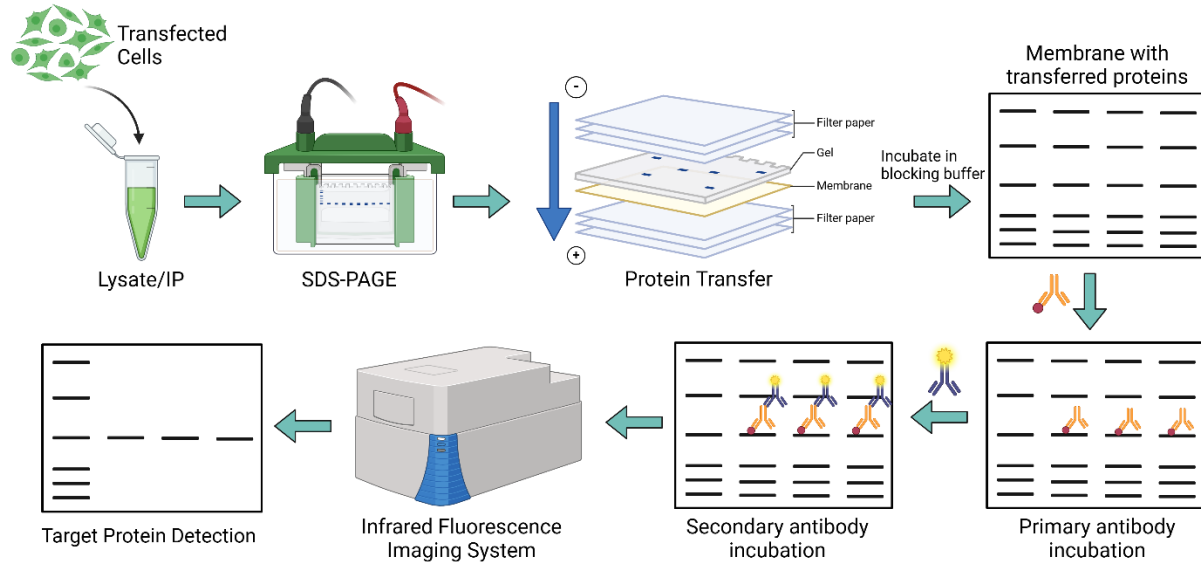 Transfected
Cells
Lysate/IP
SDS-PAGE
-
Filter paper
Gel
Membrane
Filter paper
+
Protein Transfer
Incubate in
blocking buffer
Membrane with
transferred proteins
Primary antibody
incubation
Secondary antibody
incubation
Infrared Fluorescence
Imaging System
Target Protein Detection